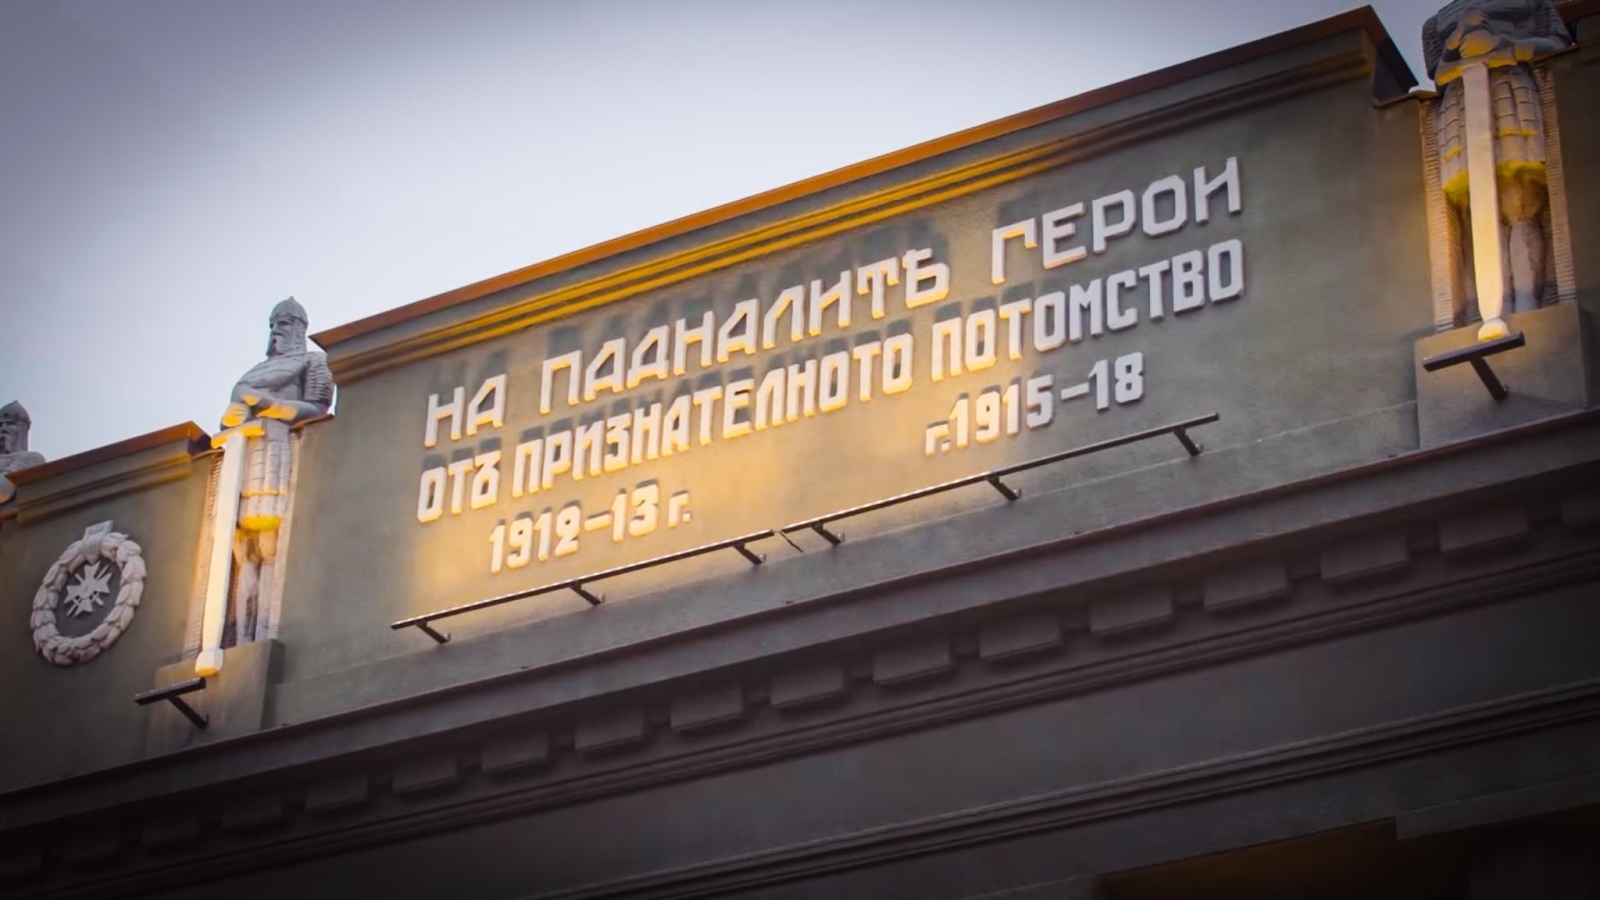 НА ПАДНАЛИТѢ ГЕРОИ
ОТЪ ПРИЗНАТЕЛНОТО ПОТОМСТВО
1912-13 г. г.1915-18